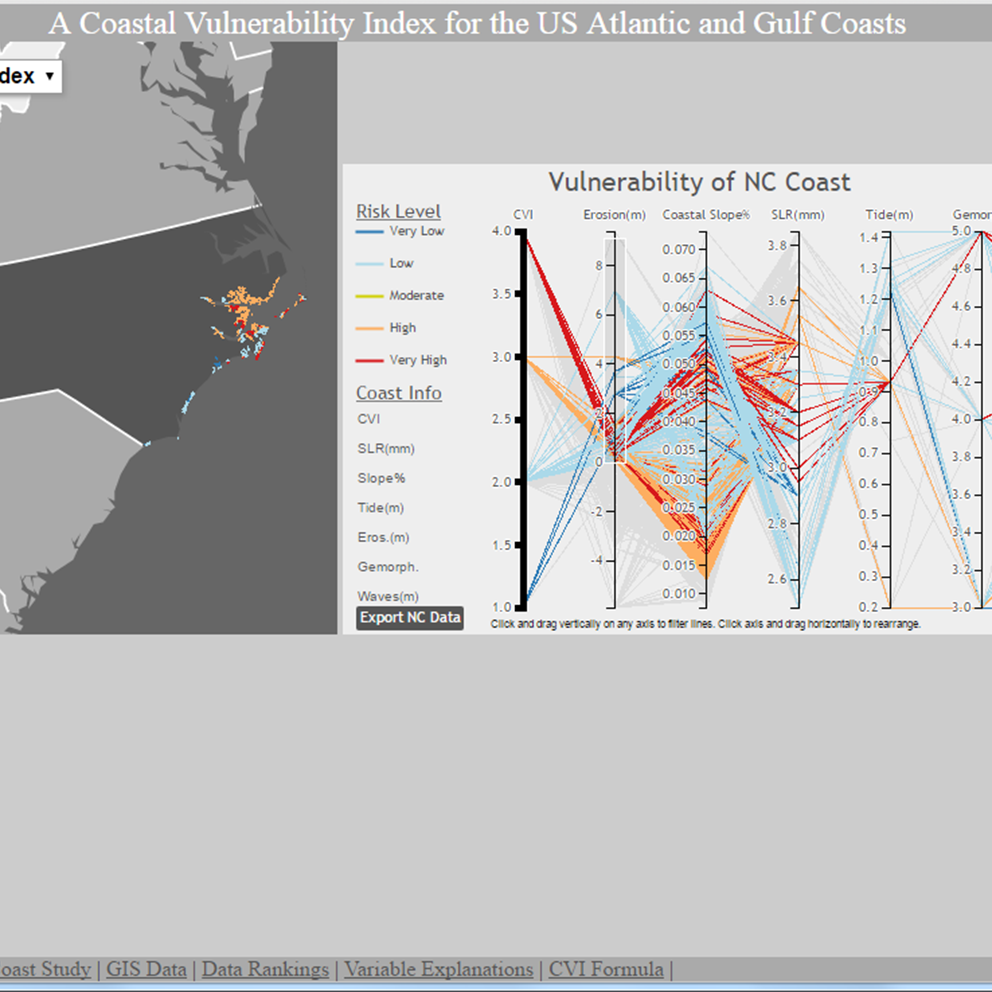 A Coastal Vulnerability Index for the US Atlantic and Gulf Coasts
dex ▼
Vulnerability of NC Coast
Risk Level
Very Low
Low
Moderate
High
Very High
Coast Info
CVI
SLR(mm)
Slope%
Tide(m)
Eros.(m)
Gemorph.
Waves(m)
Export NC Data
CVI Erosion(m) Coastal Slope% SLR(mm) Tide(m) Gemor
4.0
3.5
3.0
2.5
2.0
1.5
1.0
8
6
4
2
0
-2
-4
0.070
0.065
0.060
0.055
0.050
0.045
0.040
0.035
0.030
0.025
0.020
0.015
0.010
3.8
3.6
3.4
3.2
3.0
2.8
2.6
1.4
1.3
1.2
1.1
1.0
0.9
0.8
0.7
0.6
0.5
0.4
0.3
0.2
5.0
4.8
4.6
4.4
4.2
4.0
3.8
3.6
3.4
3.2
3.0
Click and drag vertically on any axis to filter lines. Click axis and drag horizontally to rearrange.
oast Study | GIS Data | Data Rankings | Variable Explanations | CVI Formula |